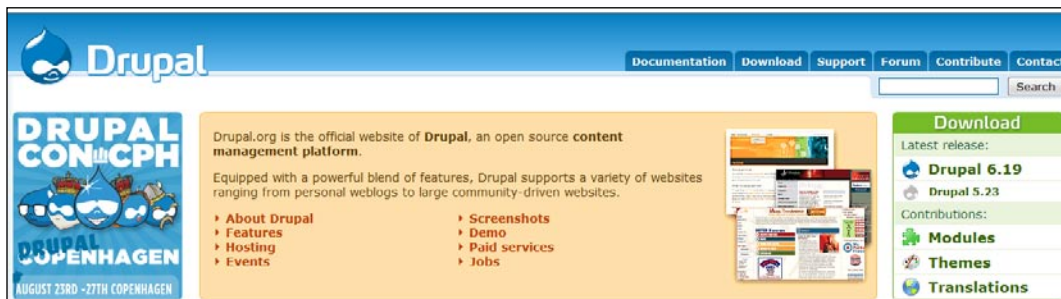 Drupal
Documentation Download Support Forum Contribute Contact
Search
DRUPAL
CON CPH
DRUPAL
COPENHAGEN
AUGUST 23RD -27TH COPENHAGEN
Drupal.org is the official website of Drupal, an open source content
management platform.
Equipped with a powerful blend of features, Drupal supports a variety of websites
ranging from personal weblogs to large community-driven websites.
About Drupal
Features
Hosting
Events
Screenshots
Demo
Paid services
Jobs
Download
Latest release:
Drupal 6.19
Drupal 5.23
Contributions:
Modules
Themes
Translations